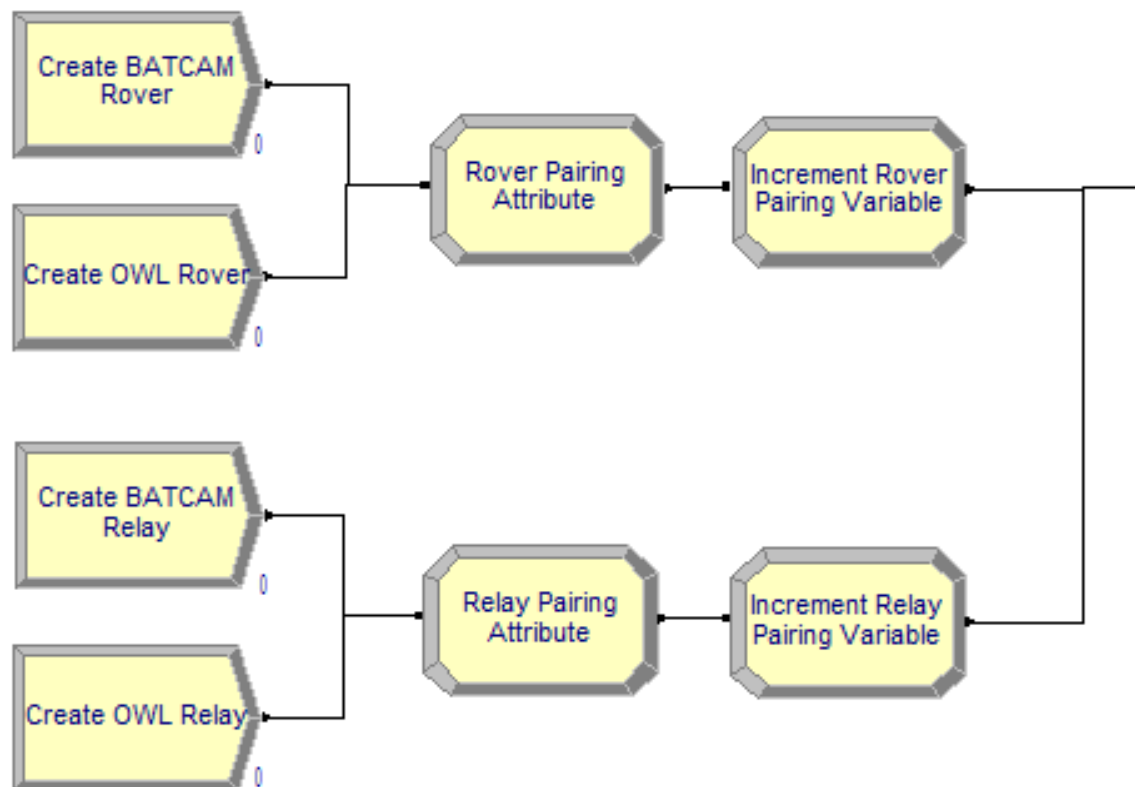 Create BATCAM
Rover
0
Rover Pairing
Attribute
Increment Rover
Pairing Variable
Create OWL Rover
0
Create BATCAM
Relay
0
Relay Pairing
Attribute
Increment Relay
Pairing Variable
Create OWL Relay
0